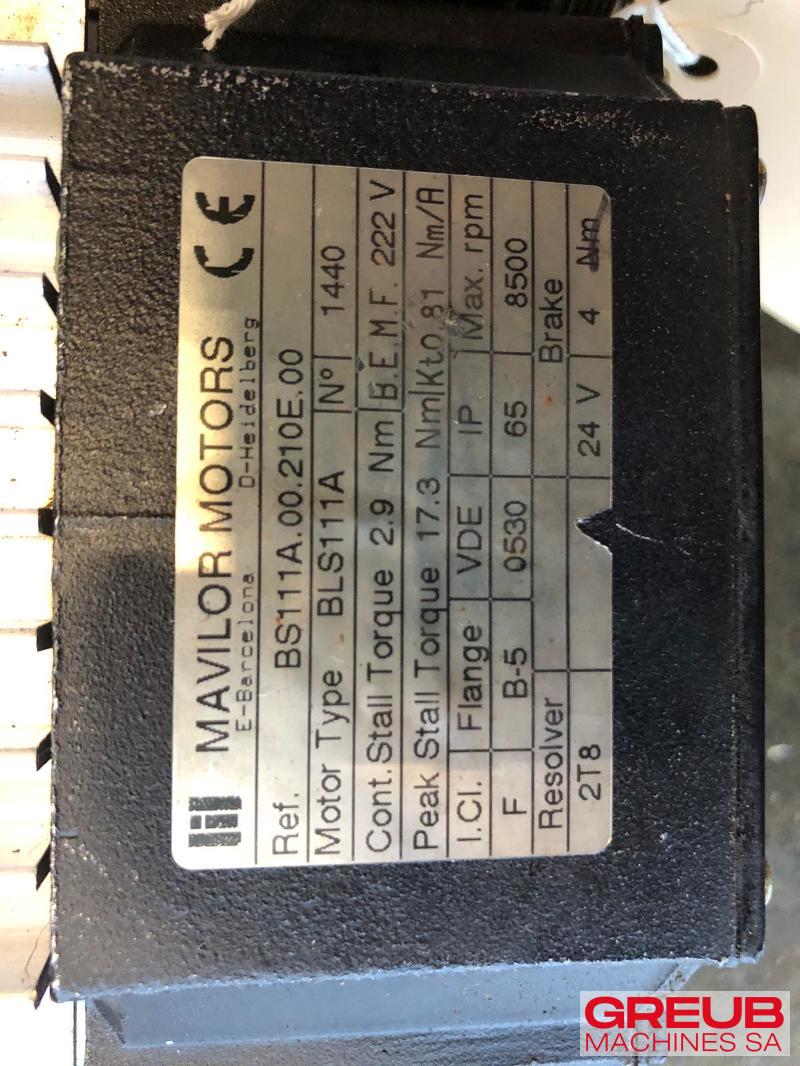 MAVILOR MOTORS CE
E-Barcelona D-Heidelberg
Ref. BS111A.00.210E.00
Motor Type BLS111A Nº 1440
Cont.Stall Torque 2.9 Nm B.E.M.F. 222 V
Peak Stall Torque 17.3 Nm Kt0.81 Nm/A
I.Cl. Flange VDE IP Max. rpm
F B-5 0530 65 8500
Resolver Brake
2T8 24 V 4 Nm
GREUB
MACHINES SA